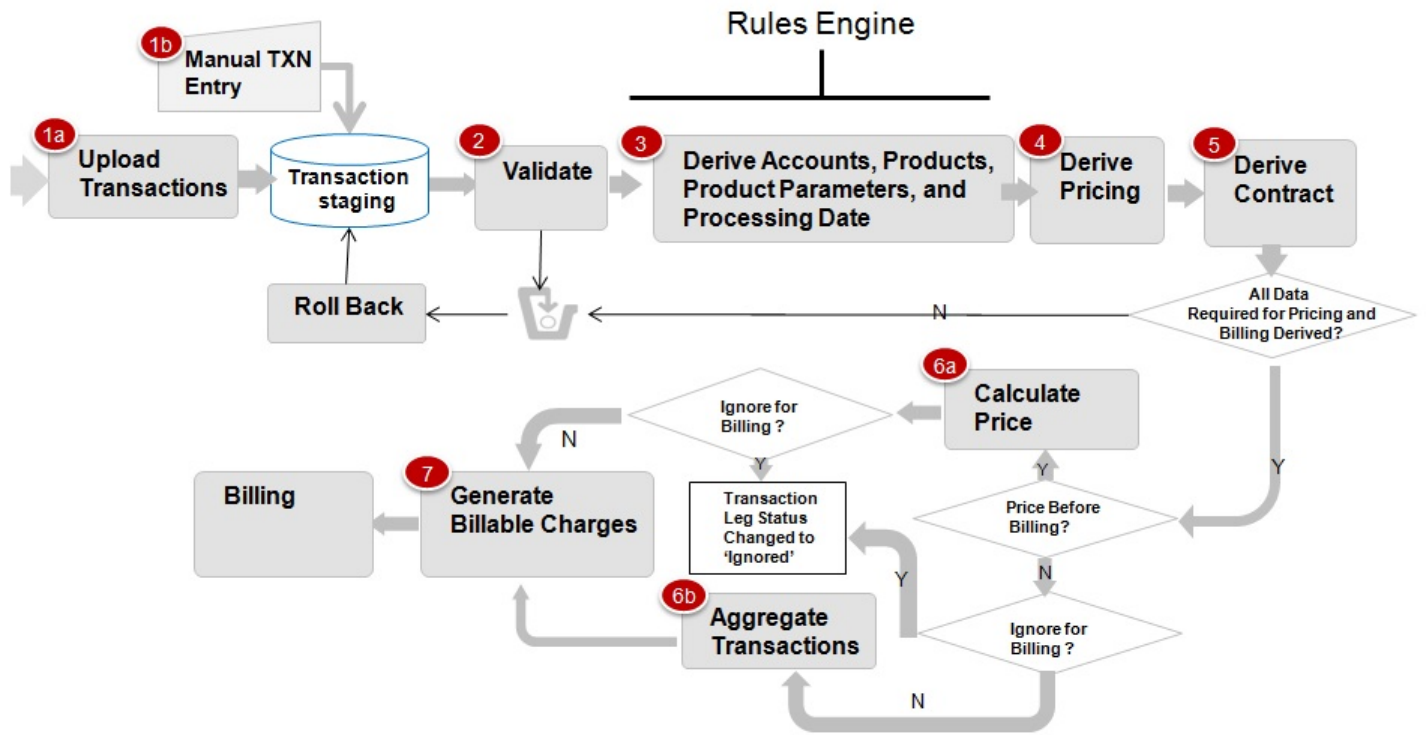 Rules Engine
1b
Manual TXN
Entry
1a
Upload
Transactions
Transaction
staging
2
Validate
3
Derive Accounts, Products,
Product Parameters, and
Processing Date
4
Derive
Pricing
5
Derive
Contract
Roll Back
N
All Data
Required for Pricing and
Billing Derived?
Y
6a
Calculate
Price
Ignore for
Billing ?
N
Y
7
Generate
Billable Charges
Billing
Transaction
Leg Status
Changed to
‘Ignored’
Y
Price Before
Billing?
N
Y
6b
Aggregate
Transactions
Ignore for
Billing ?
N